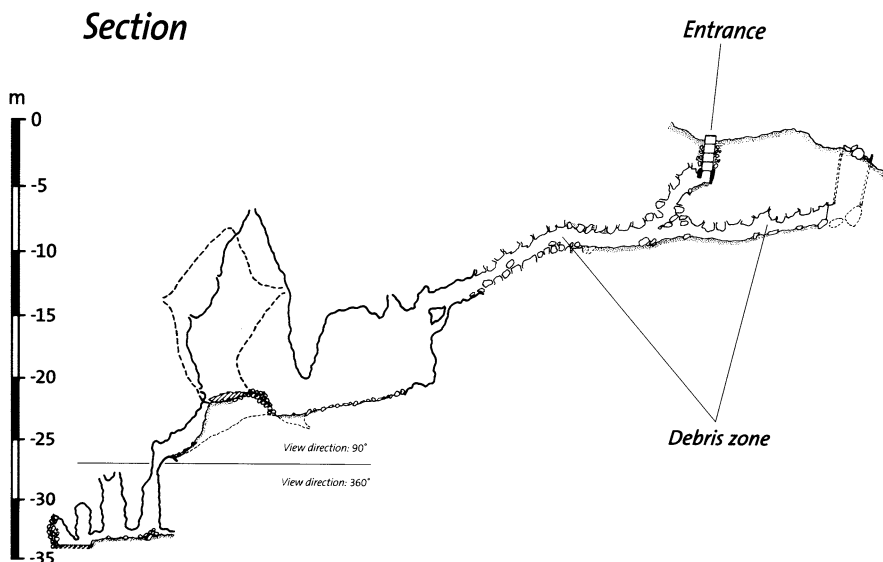 Section
Entrance
m
0
-5
-10
-15
-20
-25
-30
-35
View direction: 90°
View direction: 360°
Debris zone